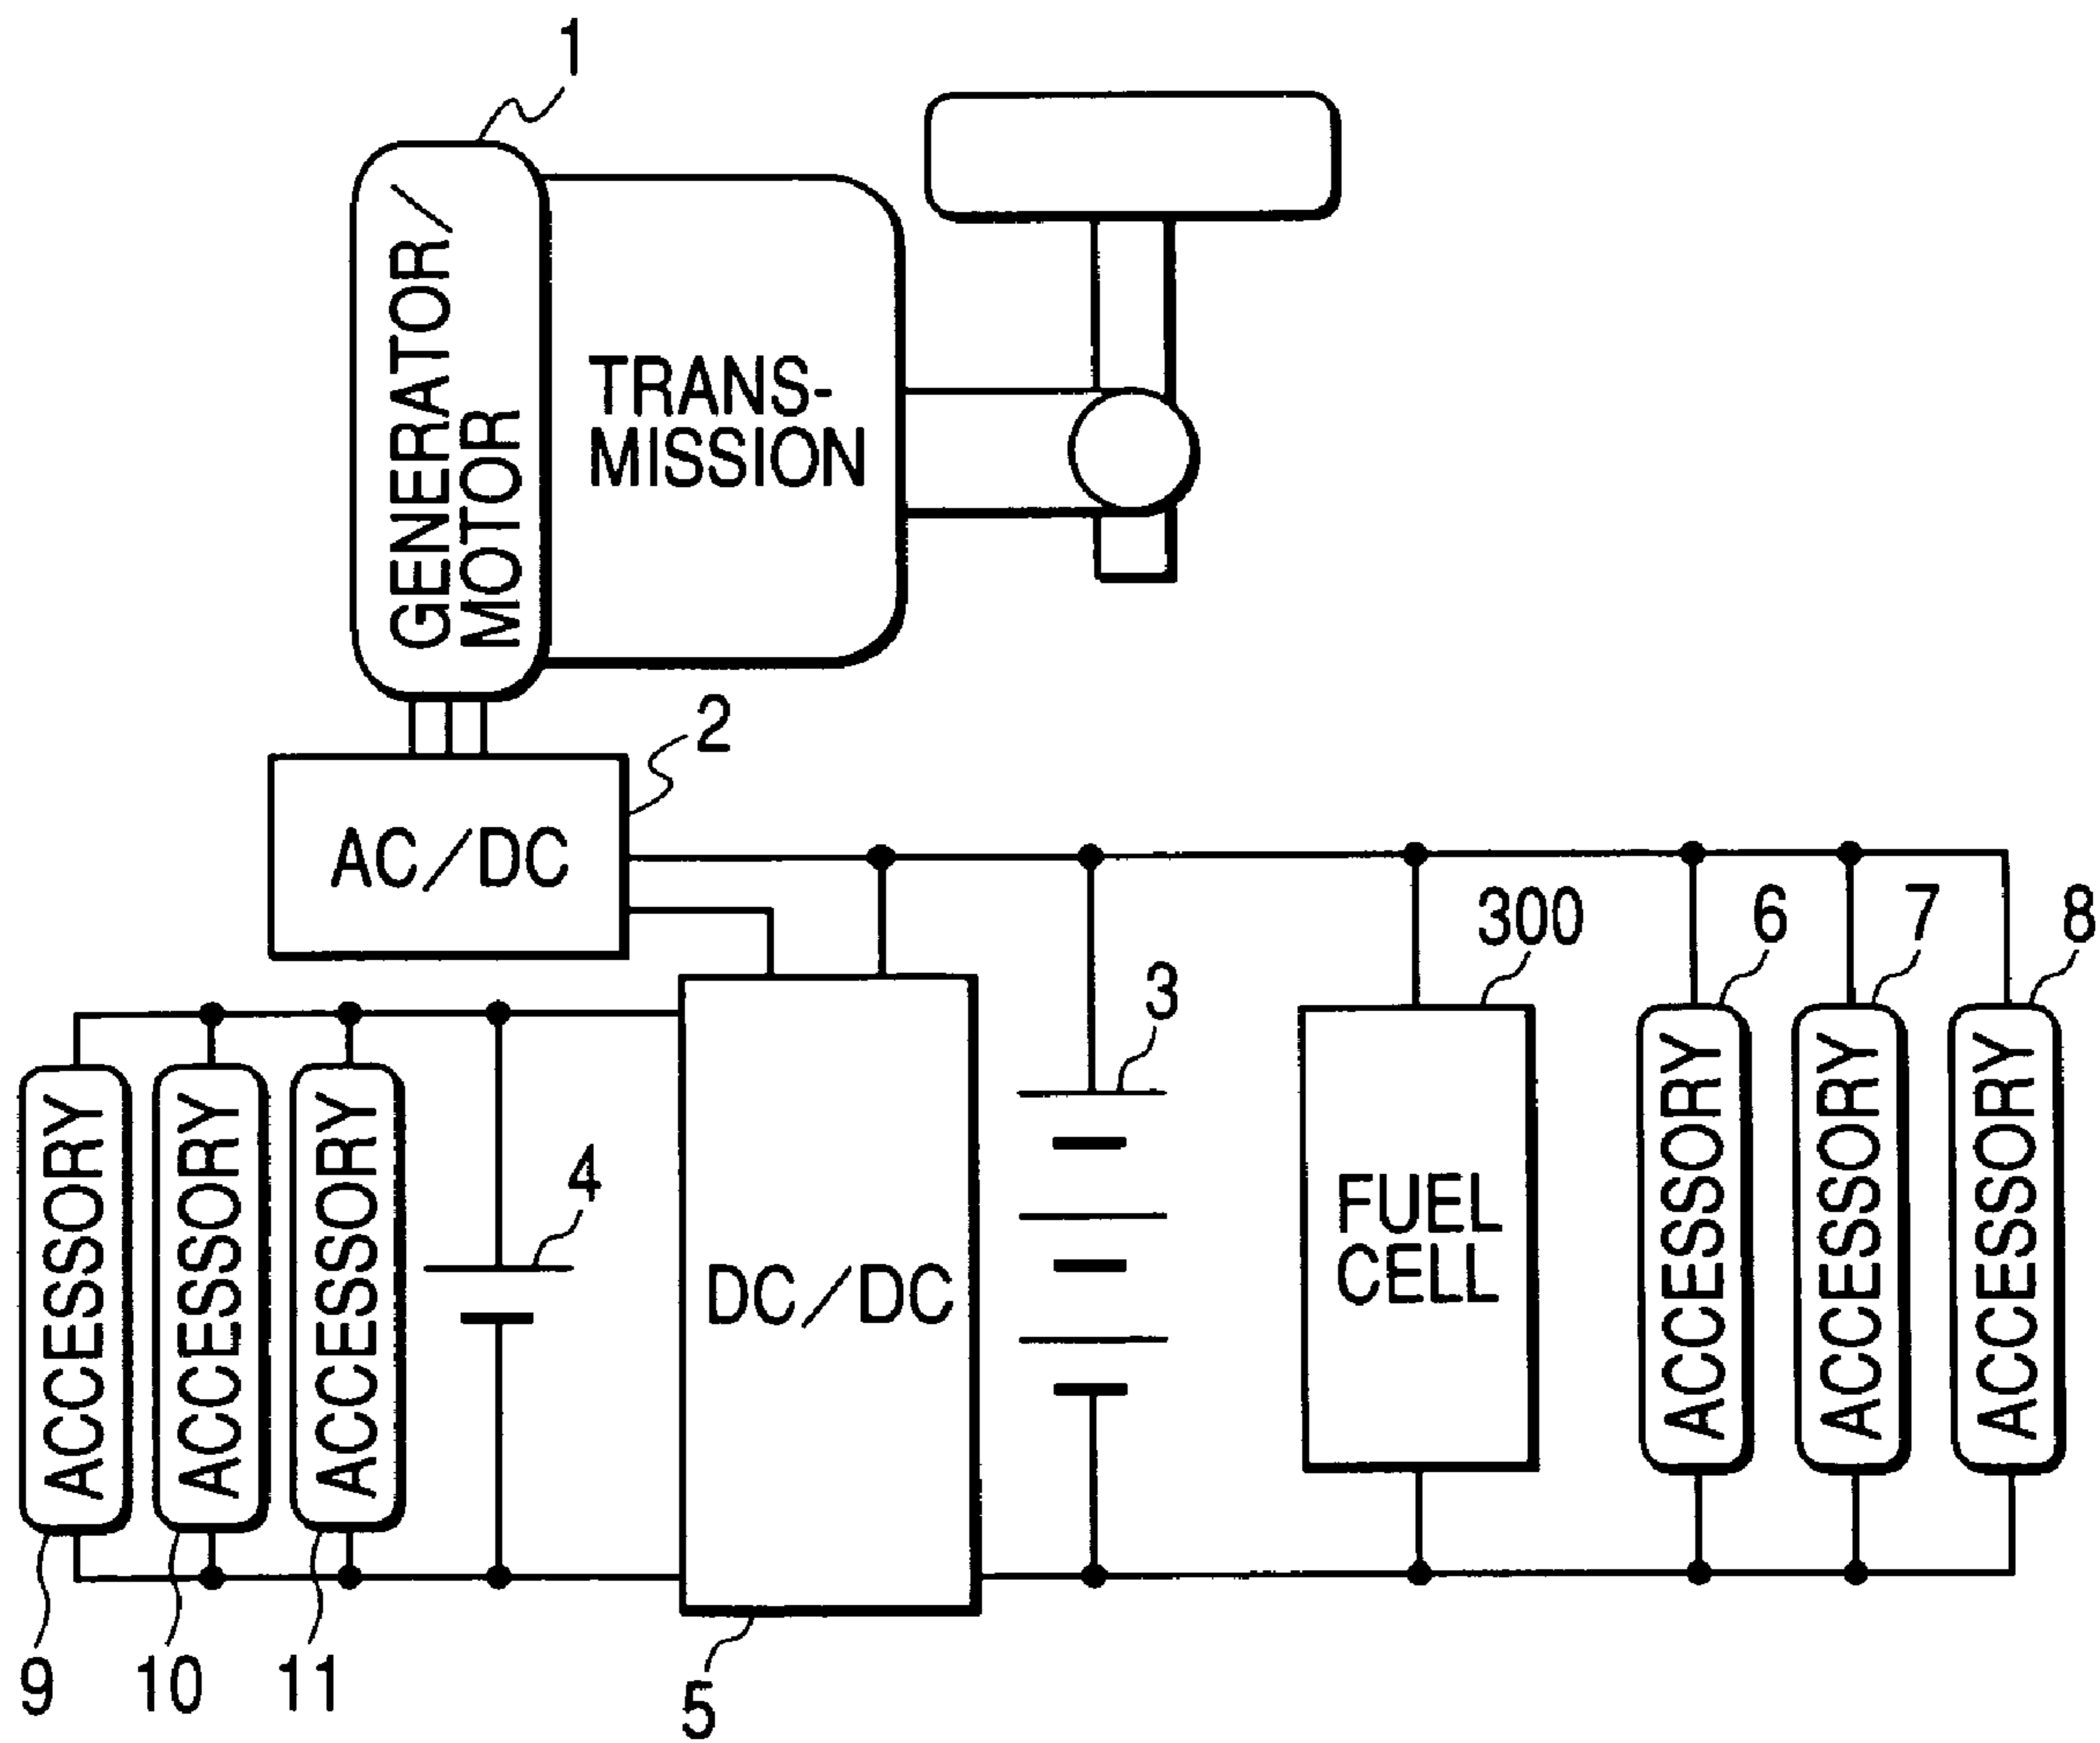 1
GENERATOR/
MOTOR
TRANS-
MISSION
2
AC/DC
300
6
7
8
3
4
ACCESSORY
ACCESSORY
ACCESSORY
DC/DC
FUEL
CELL
ACCESSORY
ACCESSORY
ACCESSORY
9
10
11
5